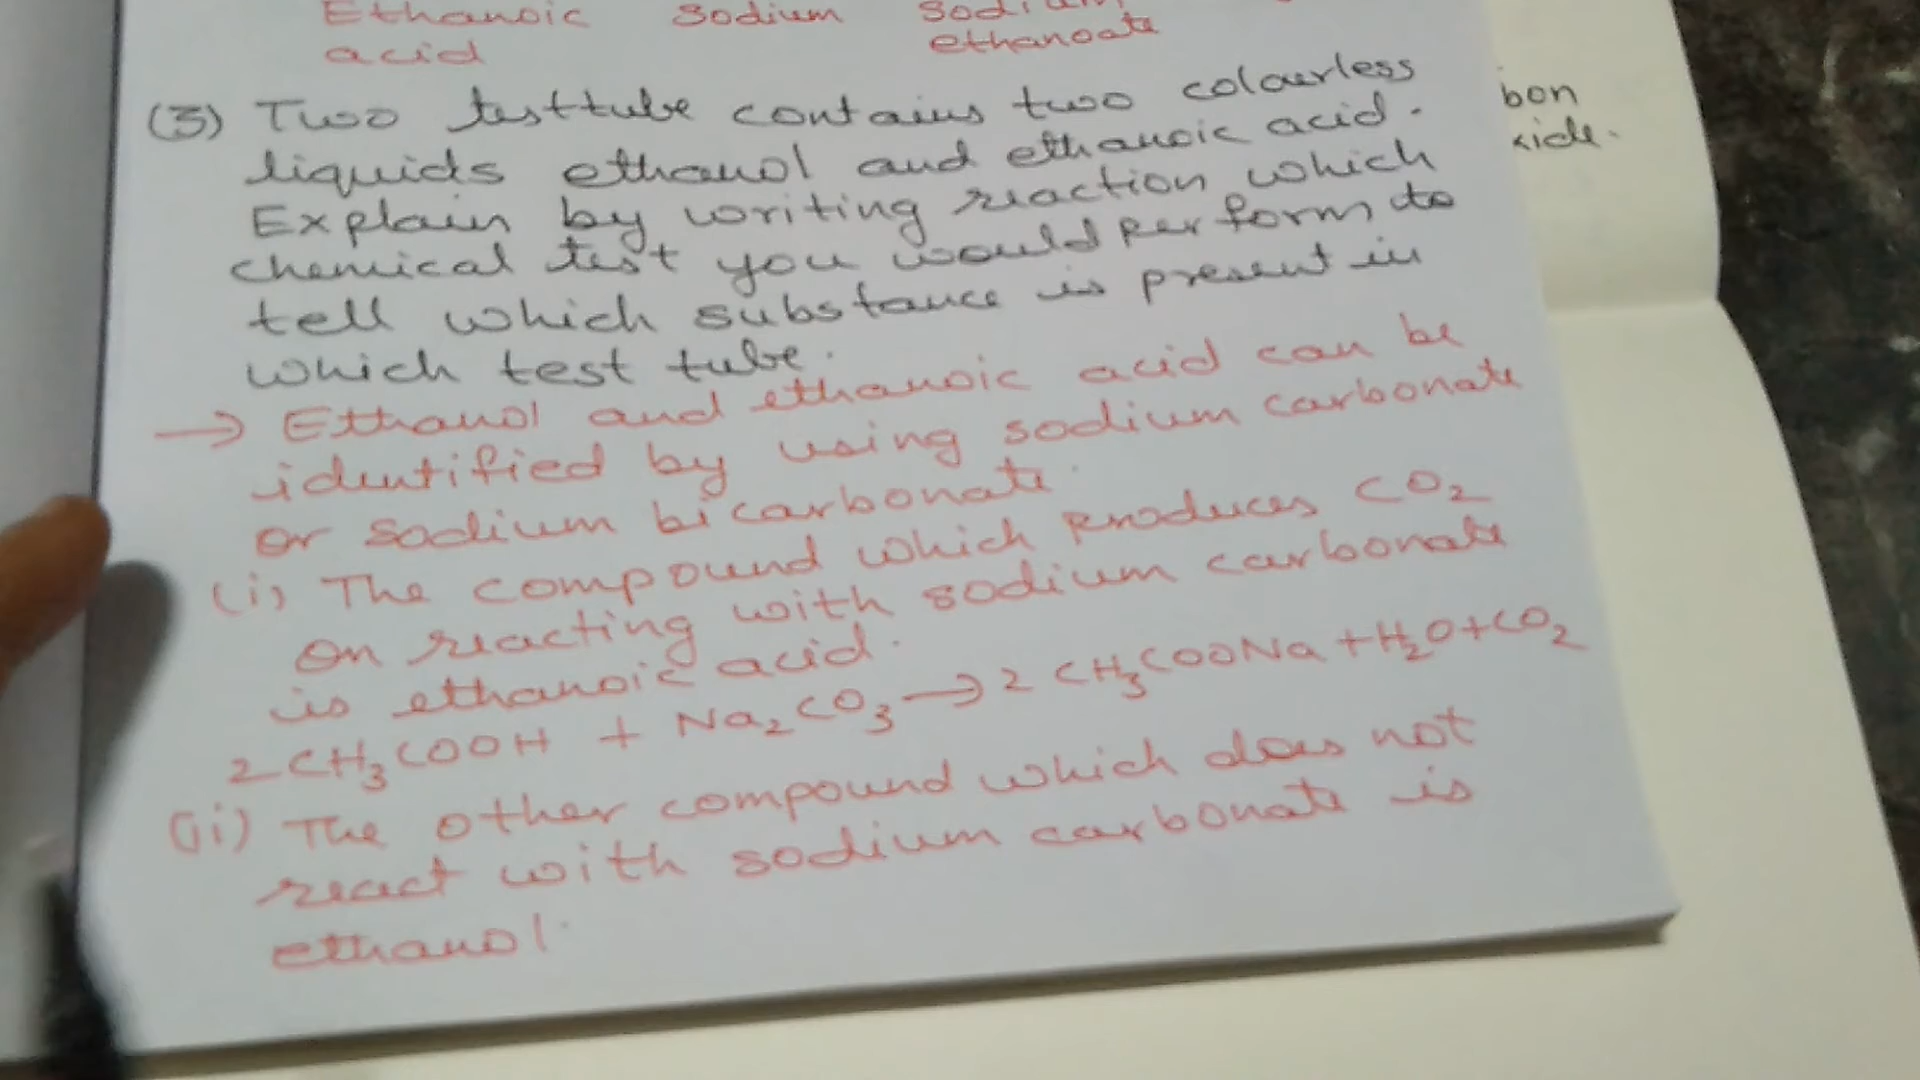 Ethanoic sodium
acid ethanoate
(3) Two testtube contains two colourless
liquids ethanol and ethanoic acid.
Explain by writing reaction which
chemical test you would perform to
tell which substance is present in
which test tube.
→ Ethanol and ethanoic acid can be
identified by using sodium carbonate
or sodium bicarbonate.
(i) The compound which produces CO₂
on reacting with sodium carbonate
is ethanoic acid.
2 CH₃COOH + Na₂CO₃ → 2 CH₃COONa + H₂O + CO₂
(ii) The other compound which does not
react with sodium carbonate is
ethanol.
bon
xide.